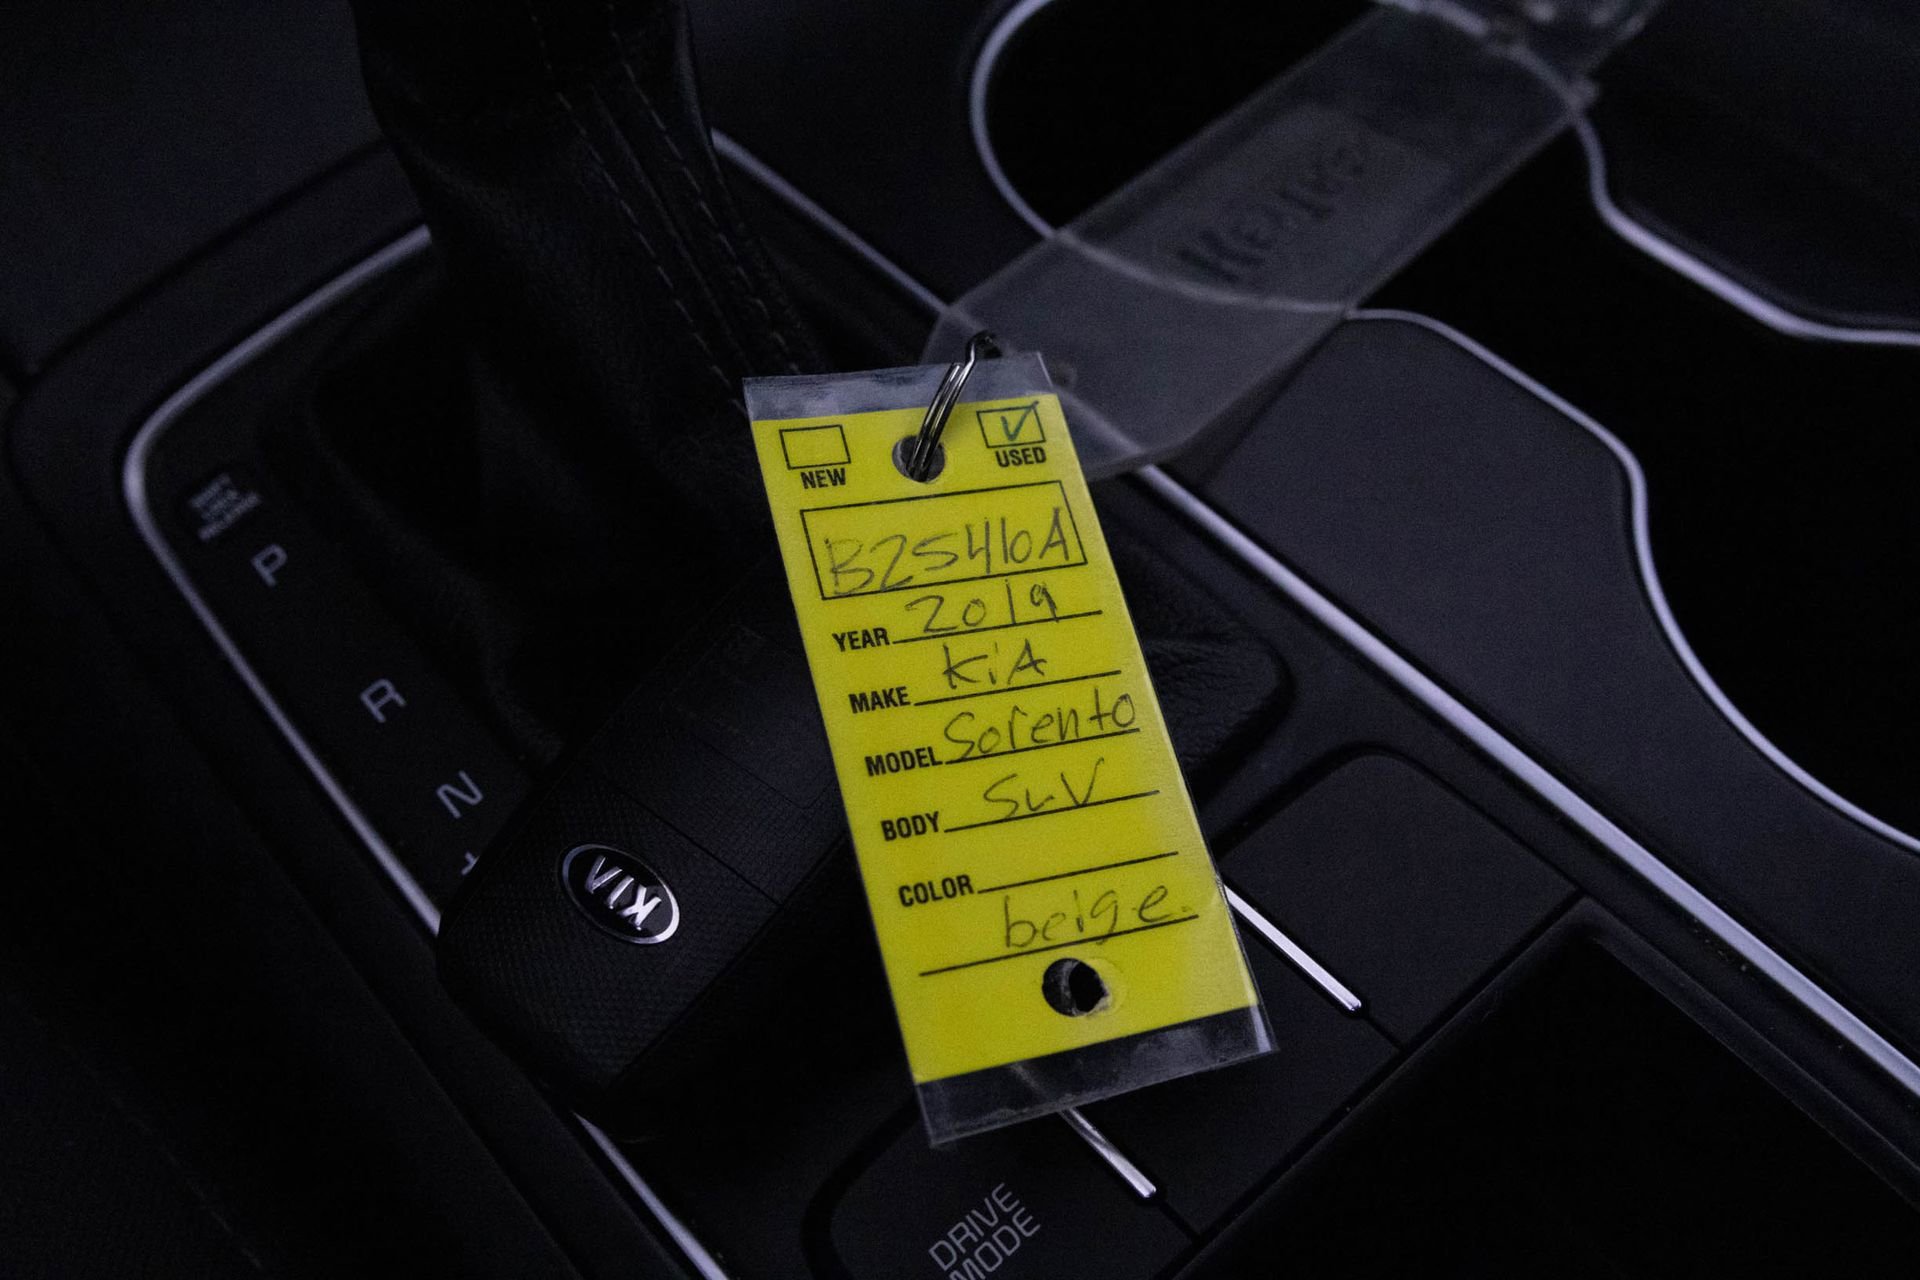 NEW
USED
B25416A
YEAR 2019
MAKE KiA
MODEL Sorento
BODY SUV
COLOR
beige.
P
R
N
KIA
DRIVE
MODE